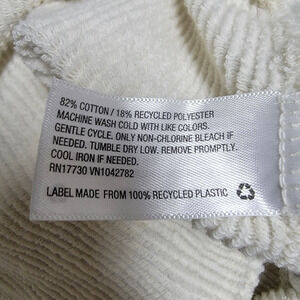 82% COTTON / 18% RECYCLED POLYESTER
MACHINE WASH COLD WITH LIKE COLORS.
GENTLE CYCLE. ONLY NON-CHLORINE BLEACH IF
NEEDED. TUMBLE DRY LOW. REMOVE PROMPTLY.
COOL IRON IF NEEDED.
RN17730 VN1042782
LABEL MADE FROM 100% RECYCLED PLASTIC